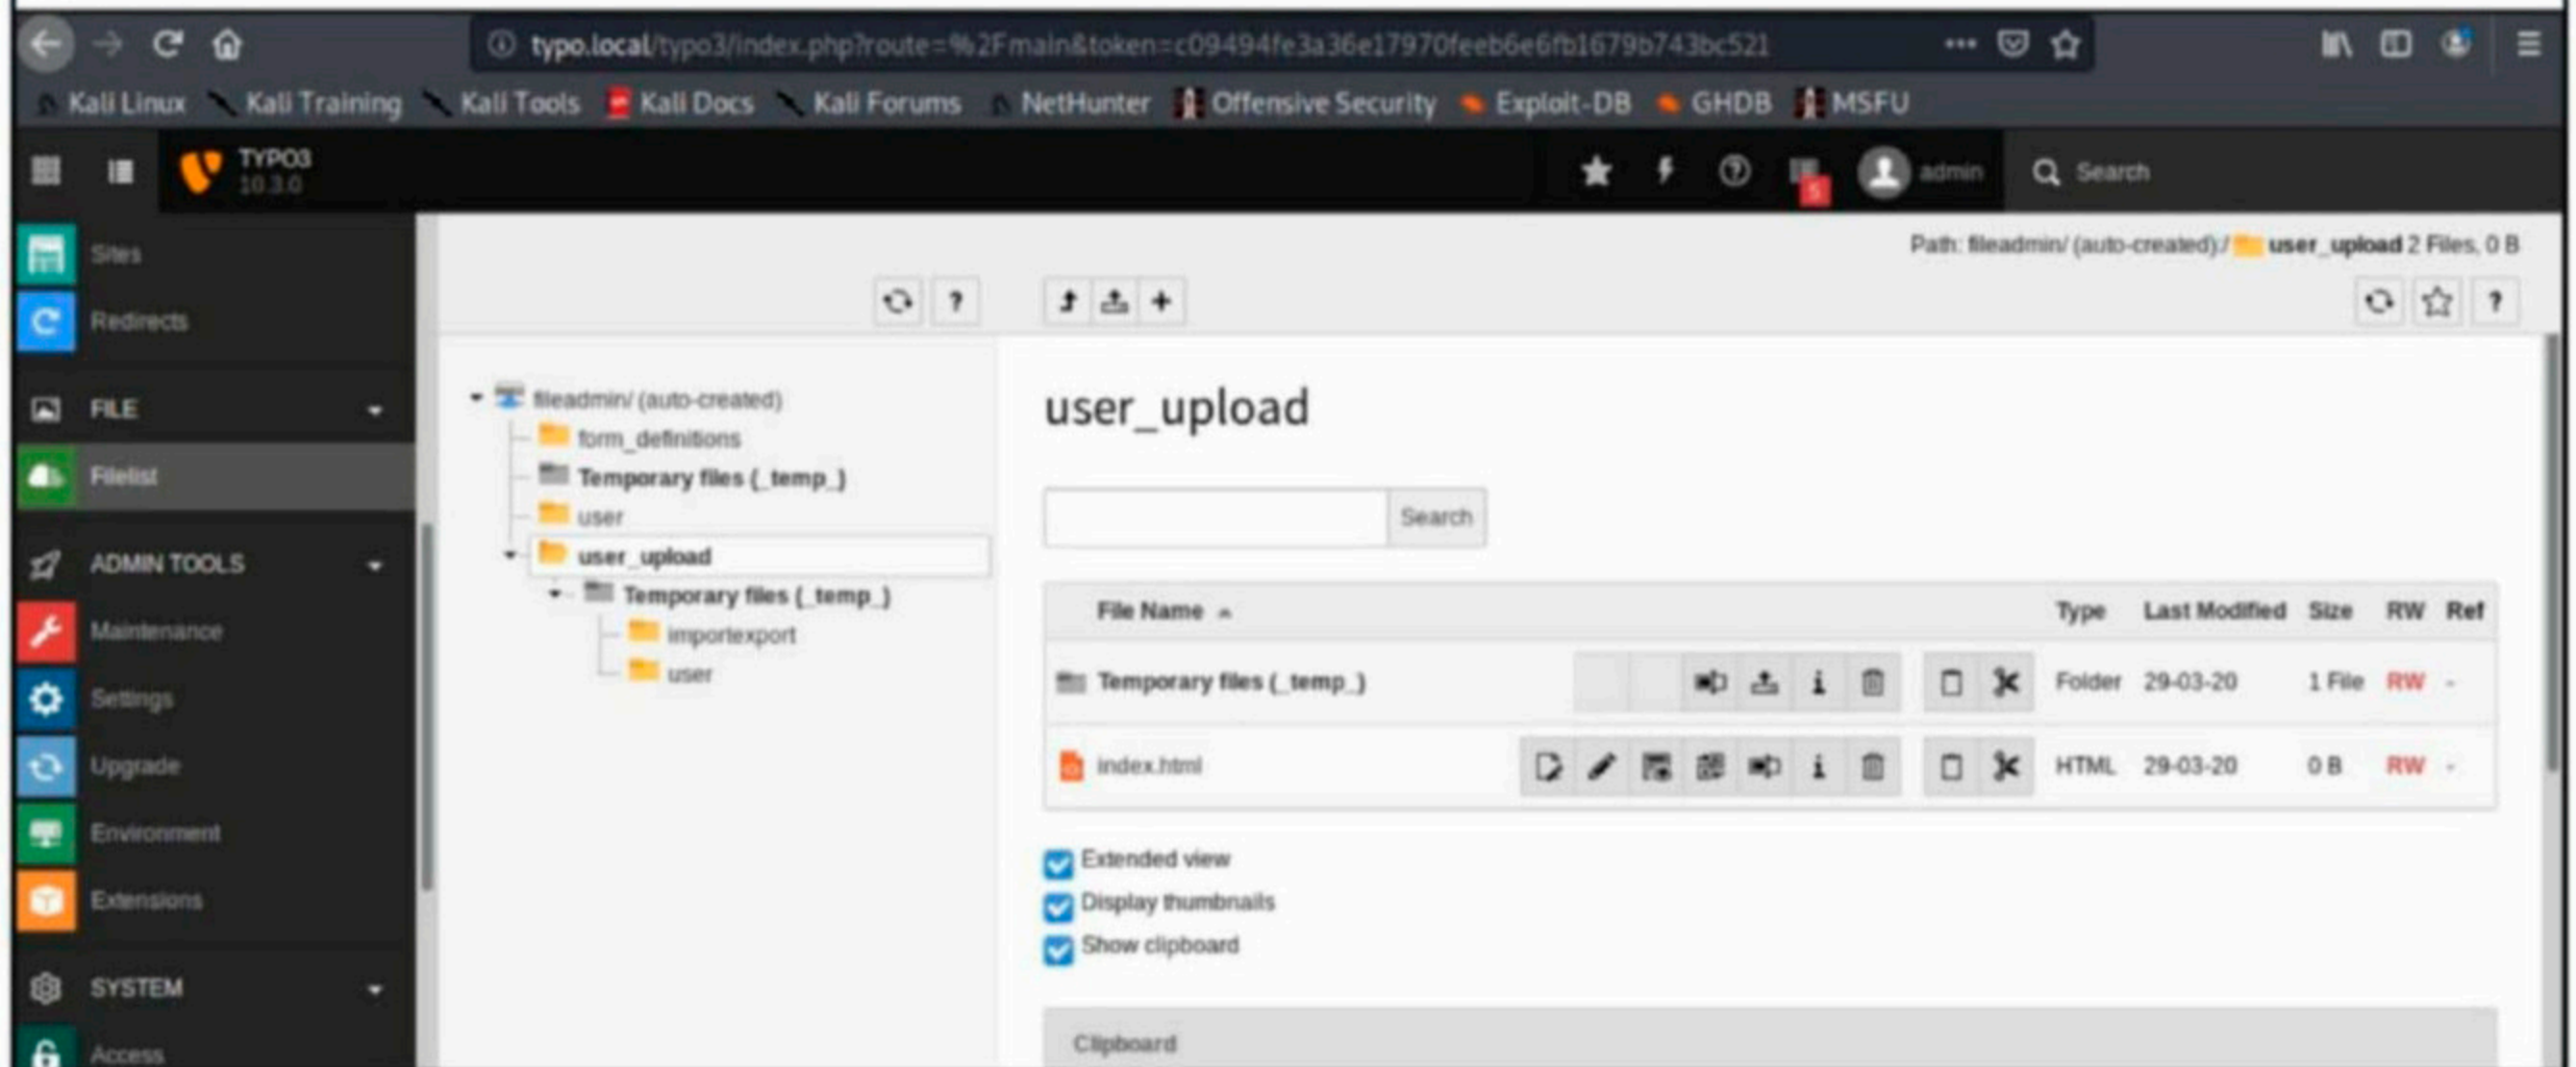 typo.local/typo3/index.php?route=%2Fmain&token=c09494fe3a36e17970feeb6e6fb1679b743bc521
Kali Linux Kali Training Kali Tools Kali Docs Kali Forums NetHunter Offensive Security Exploit-DB GHDB MSFU
TYPO3
10.3.0
5
admin
Search
Sites
Redirects
FILE
Filelist
ADMIN TOOLS
Maintenance
Settings
Upgrade
Environment
Extensions
SYSTEM
Access
fileadmin/ (auto-created)
form_definitions
Temporary files (_temp_)
user
user_upload
Temporary files (_temp_)
importexport
user
Path: fileadmin/ (auto-created):/ user_upload 2 Files, 0 B
user_upload
Search
File Name Type Last Modified Size RW Ref
Temporary files (_temp_) Folder 29-03-20 1 File RW -
index.html HTML 29-03-20 0 B RW -
Extended view
Display thumbnails
Show clipboard
Clipboard